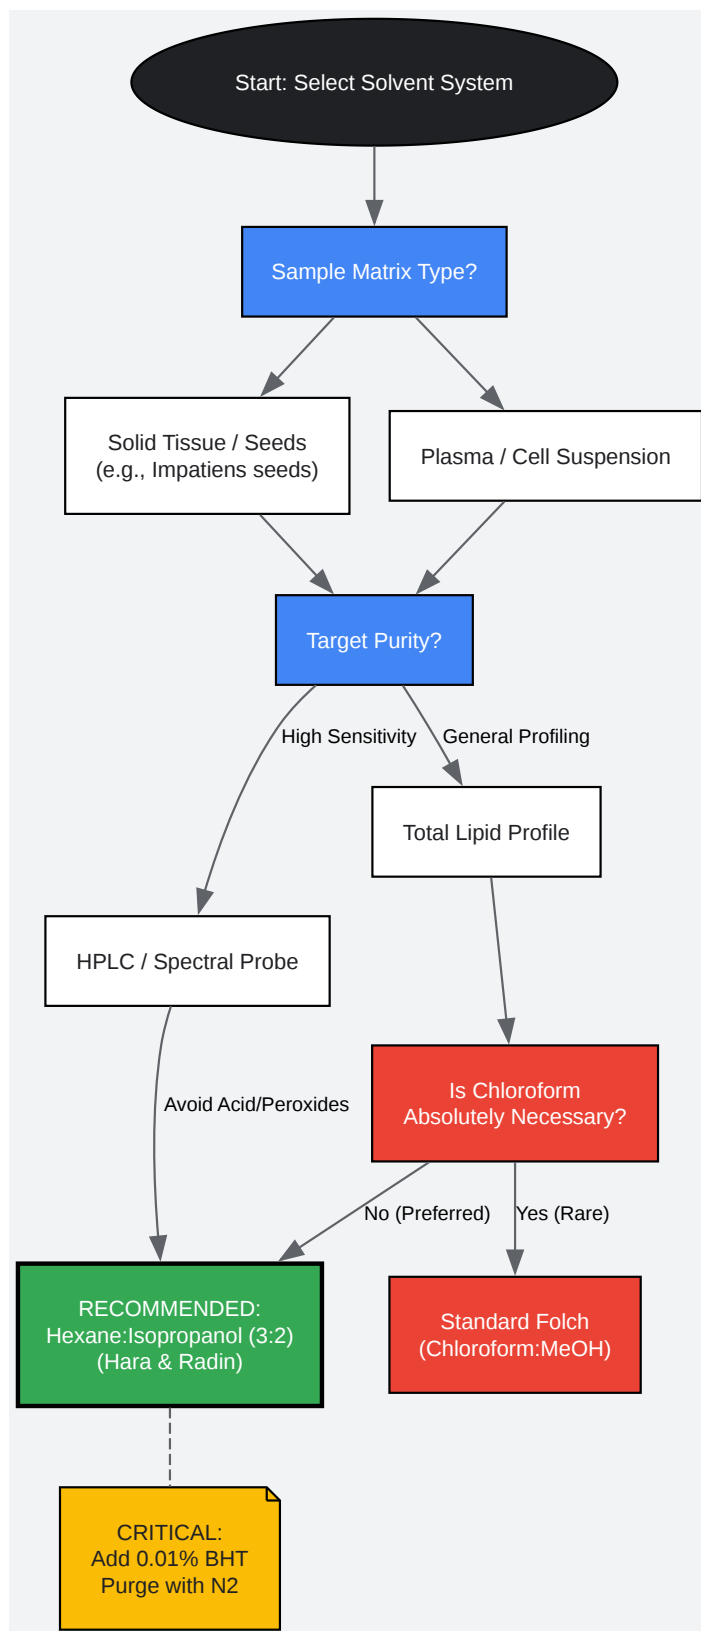 Start: Select Solvent System
Sample Matrix Type?
Solid Tissue / Seeds
(e.g., Impatiens seeds)
Plasma / Cell Suspension
Target Purity?
High Sensitivity
General Profiling
Total Lipid Profile
HPLC / Spectral Probe
Is Chloroform
Absolutely Necessary?
Avoid Acid/Peroxides
No (Preferred)
Yes (Rare)
RECOMMENDED:
Hexane:Isopropanol (3:2)
(Hara & Radin)
Standard Folch
(Chloroform:MeOH)
CRITICAL:
Add 0.01% BHT
Purge with N2